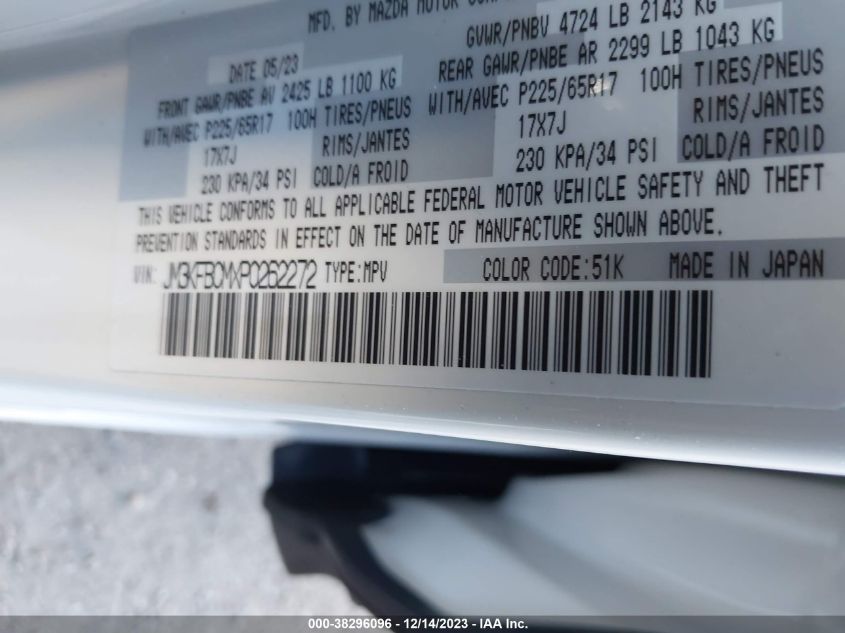 MFD. BY MAZDA MOTOR
DATE 05/23
GVWR/PNBV 4724 LB 2143 KG
FRONT GAWR/PNBE AV 2425 LB 1100 KG
REAR GAWR/PNBE AR 2299 LB 1043 KG
WITH/AVEC P225/65R17 100H TIRES/PNEUS
WITH/AVEC P225/65R17 100H TIRES/PNEUS
17X7J RIMS/JANTES
17X7J RIMS/JANTES
230 KPA/34 PSI COLD/A FROID
230 KPA/34 PSI COLD/A FROID
THIS VEHICLE CONFORMS TO ALL APPLICABLE FEDERAL MOTOR VEHICLE SAFETY AND THEFT
PREVENTION STANDARDS IN EFFECT ON THE DATE OF MANUFACTURE SHOWN ABOVE.
VIN: JM3KFBCMXP0262272 TYPE:MPV COLOR CODE:51K MADE IN JAPAN
000-38296096 - 12/14/2023 - IAA Inc.